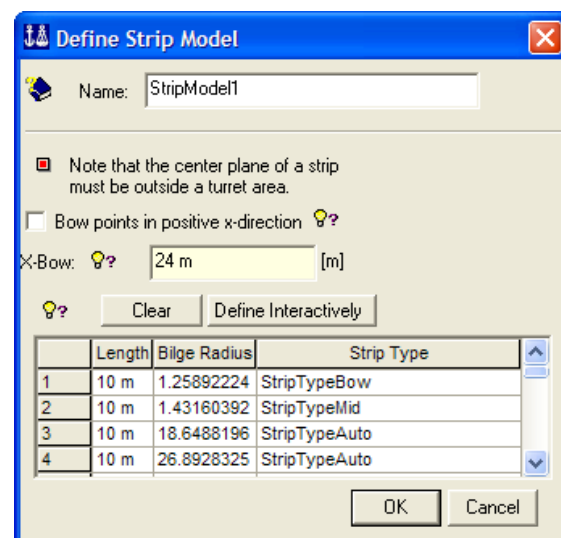 Define Strip Model
Name: StripModel1
Note that the center plane of a strip
must be outside a turret area.
Bow points in positive x-direction ?
X-Bow: ? 24 m [m]
? Clear Define Interactively
Length Bilge Radius Strip Type
1 10 m 1.25892224 StripTypeBow
2 10 m 1.43160392 StripTypeMid
3 10 m 18.6488196 StripTypeAuto
4 10 m 26.8928325 StripTypeAuto
OK Cancel